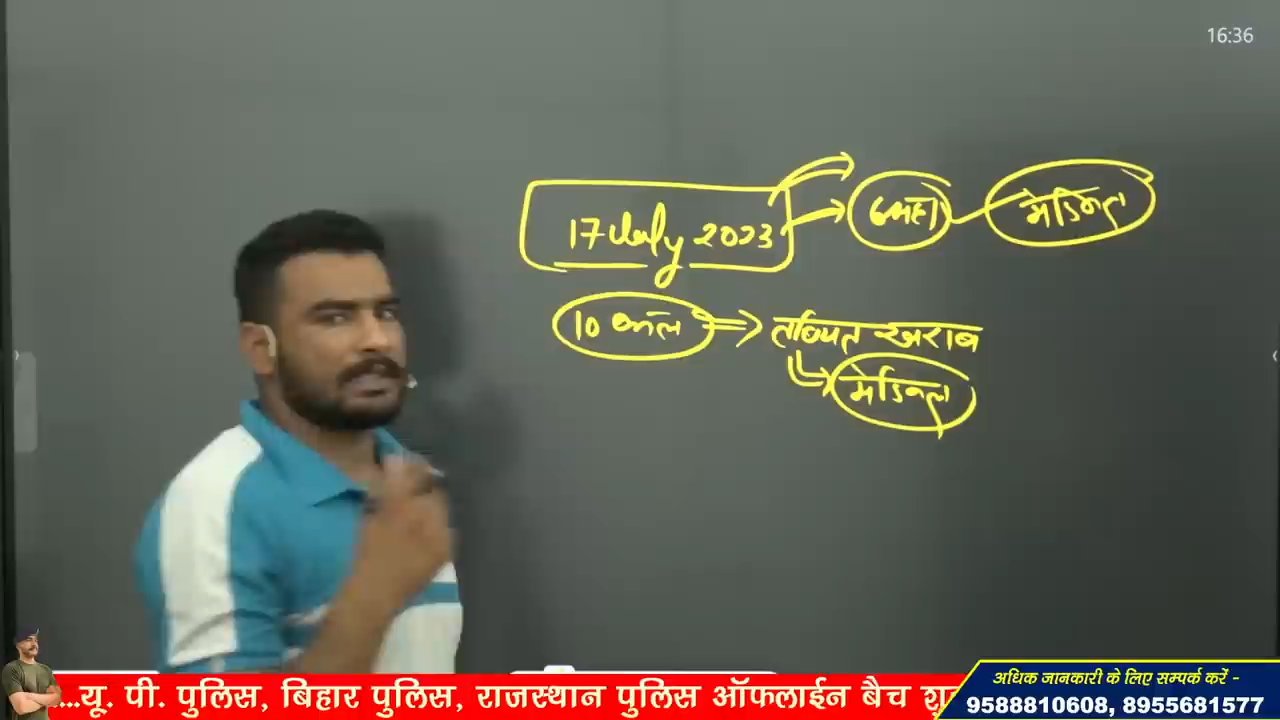 16:36
17 July 2023
मेडिकल
10 कॉल
तबियत खराब
मेडिकल
...यू. पी. पुलिस, बिहार पुलिस, राजस्थान पुलिस ऑफलाईन बैच
अधिक जानकारी के लिए सम्पर्क करें -
9588810608, 8955681577